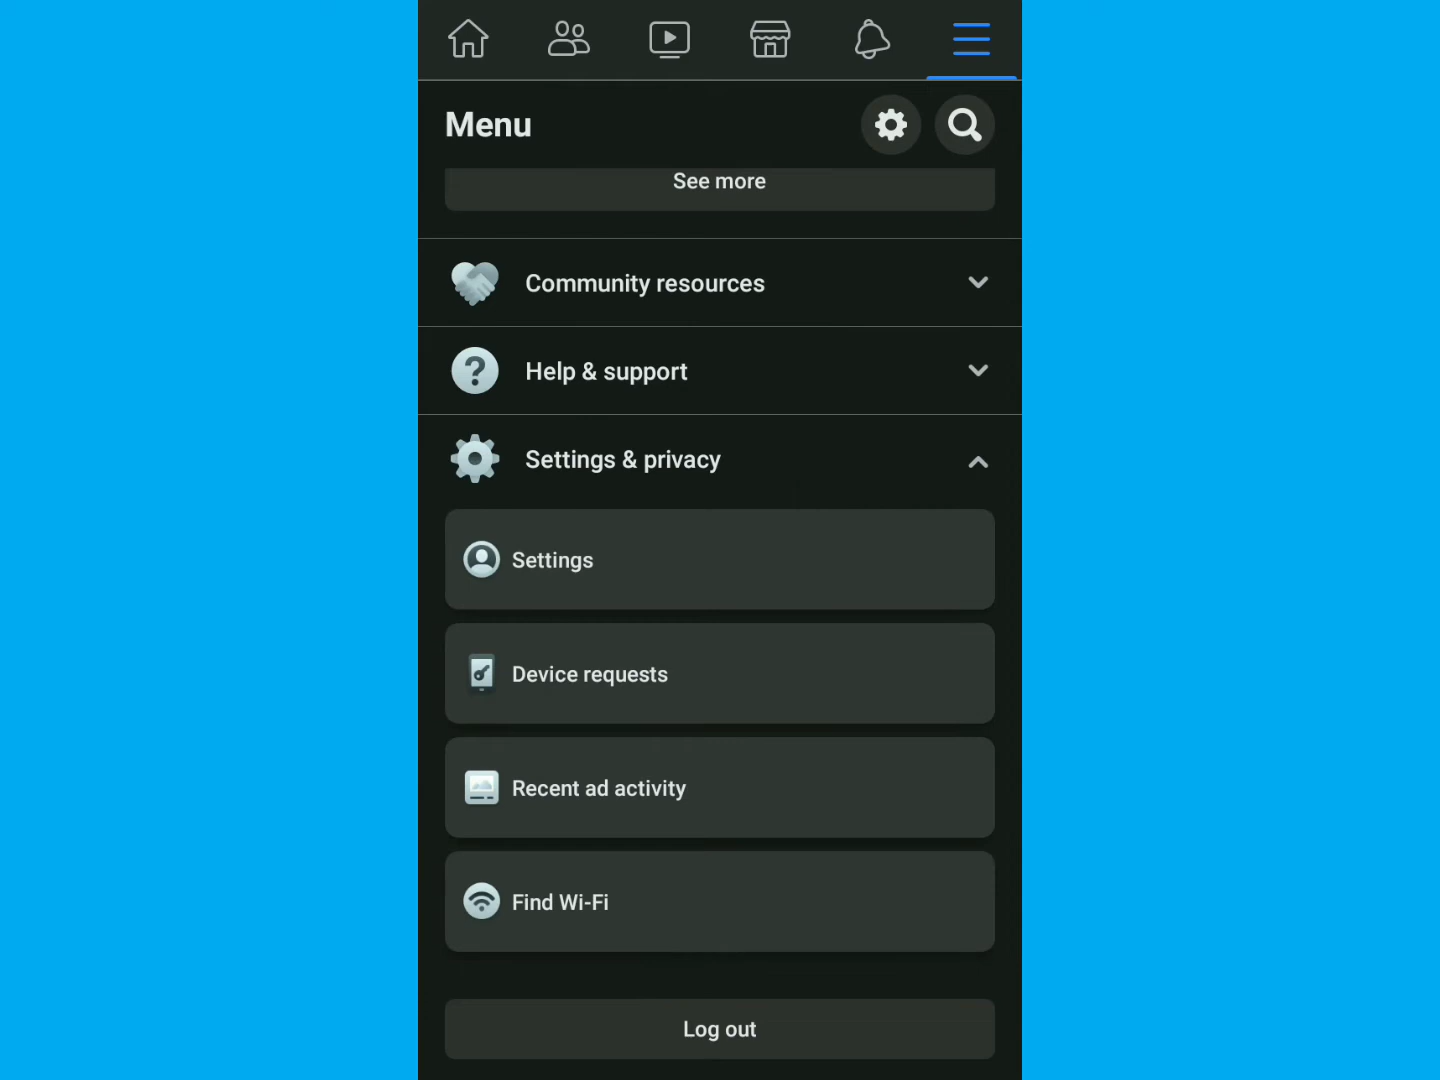 Menu
See more
Community resources
Help & support
Settings & privacy
Settings
Device requests
Recent ad activity
Find Wi-Fi
Log out